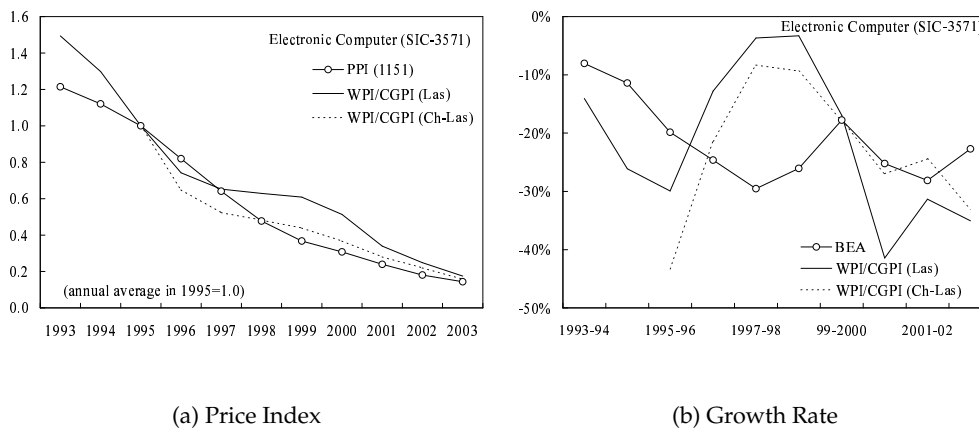 1.6
1.4
1.2
1.0
0.8
0.6
0.4
0.2
0.0
Electronic Computer (SIC-3571)
PPI (1151)
WPI/CGPI (Las)
WPI/CGPI (Ch-Las)
(annual average in 1995=1.0)
1993 1994 1995 1996 1997 1998 1999 2000 2001 2002 2003
(a) Price Index
0%
-10%
-20%
-30%
-40%
-50%
Electronic Computer (SIC-3571)
BEA
WPI/CGPI (Las)
WPI/CGPI (Ch-Las)
1993-94 1995-96 1997-98 99-2000 2001-02
(b) Growth Rate